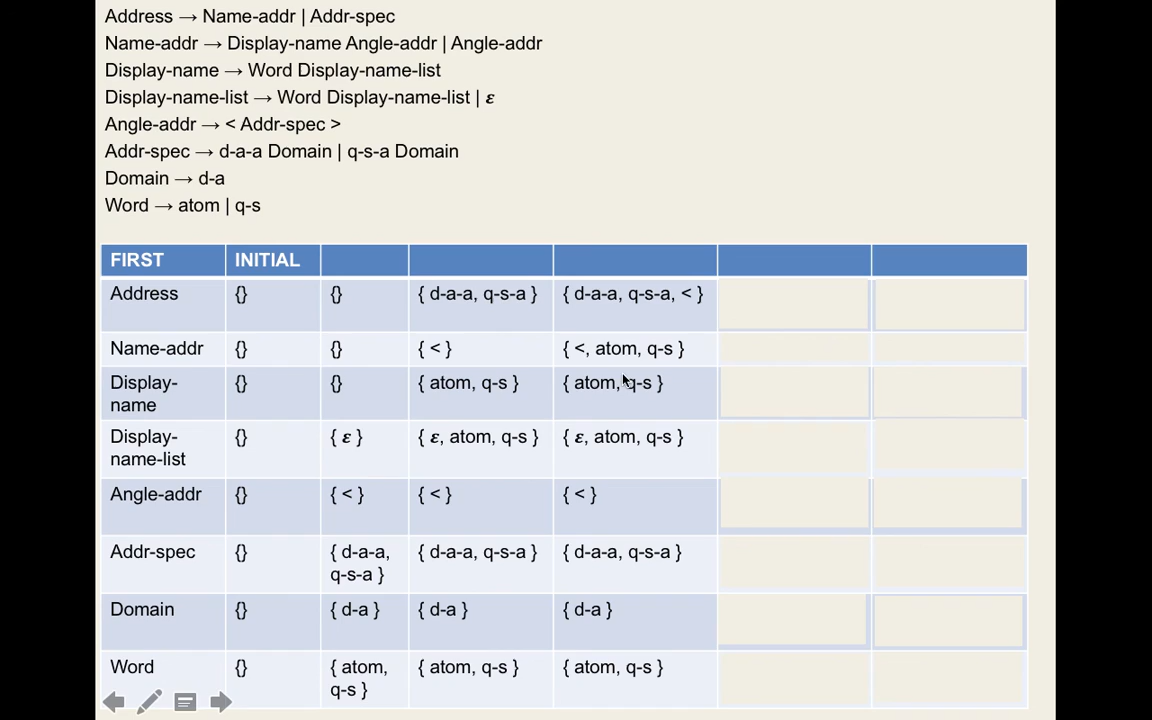 Address → Name-addr | Addr-spec
Name-addr → Display-name Angle-addr | Angle-addr
Display-name → Word Display-name-list
Display-name-list → Word Display-name-list | ε
Angle-addr → < Addr-spec >
Addr-spec → d-a-a Domain | q-s-a Domain
Domain → d-a
Word → atom | q-s
FIRST INITIAL
Address {} {} { d-a-a, q-s-a } { d-a-a, q-s-a, < }
Name-addr {} {} { < } { <, atom, q-s }
Display- {} {} { atom, q-s } { atom, q-s }
name
Display- {} { ε } { ε, atom, q-s } { ε, atom, q-s }
name-list
Angle-addr {} { < } { < } { < }
Addr-spec {} { d-a-a, { d-a-a, q-s-a } { d-a-a, q-s-a }
q-s-a }
Domain {} { d-a } { d-a } { d-a }
Word {} { atom, { atom, q-s } { atom, q-s }
q-s }